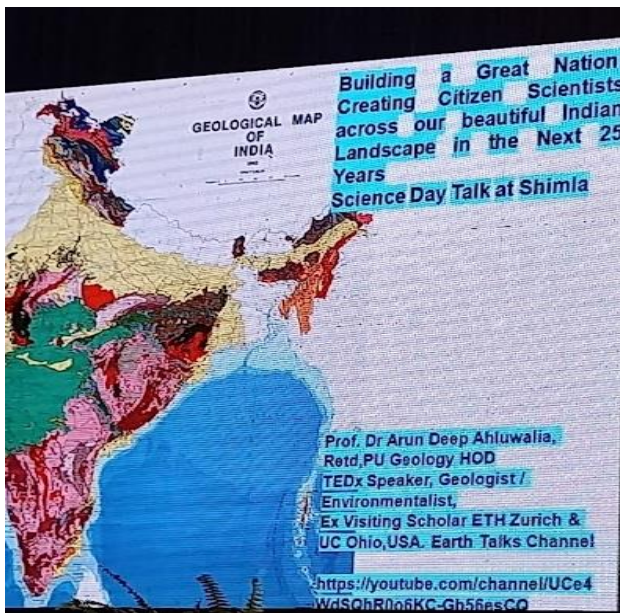 Building a Great Nation
Creating Citizen Scientists
across our beautiful Indian
Landscape in the Next 25
Years
Science Day Talk at Shimla
GEOLOGICAL MAP
OF
INDIA
Prof. Dr Arun Deep Ahluwalia,
Retd,PU Geology HOD
TEDx Speaker, Geologist /
Environmentalist,
Ex Visiting Scholar ETH Zurich &
UC Ohio,USA. Earth Talks Channel
https://youtube.com/channel/UCe4